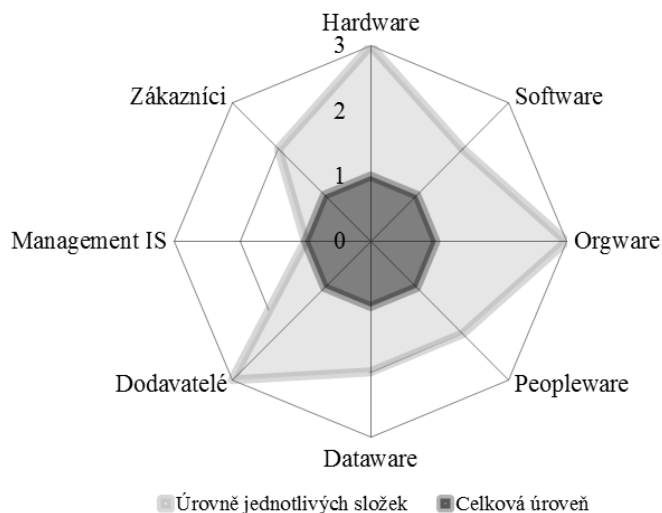 Hardware
3
Zákazníci
Software
2
1
Management IS
0
Orgware
Dodavatelé
Peopleware
Dataware
Úrovně jednotlivých složek
Celková úroveň